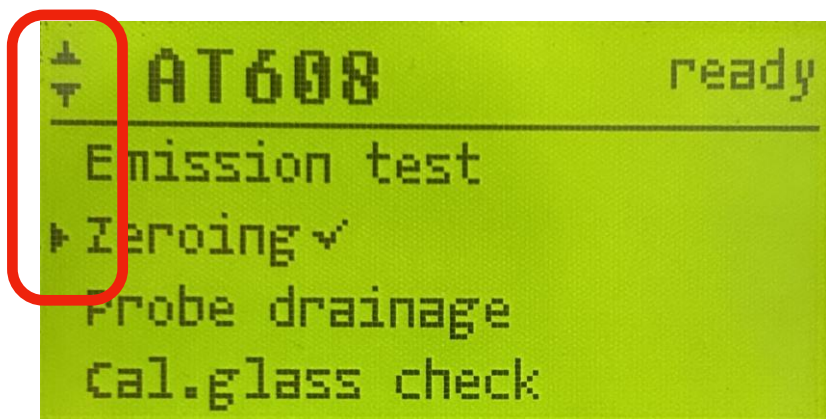 AT608 ready
Emission test
Zeroing✓
Probe drainage
Cal.glass check